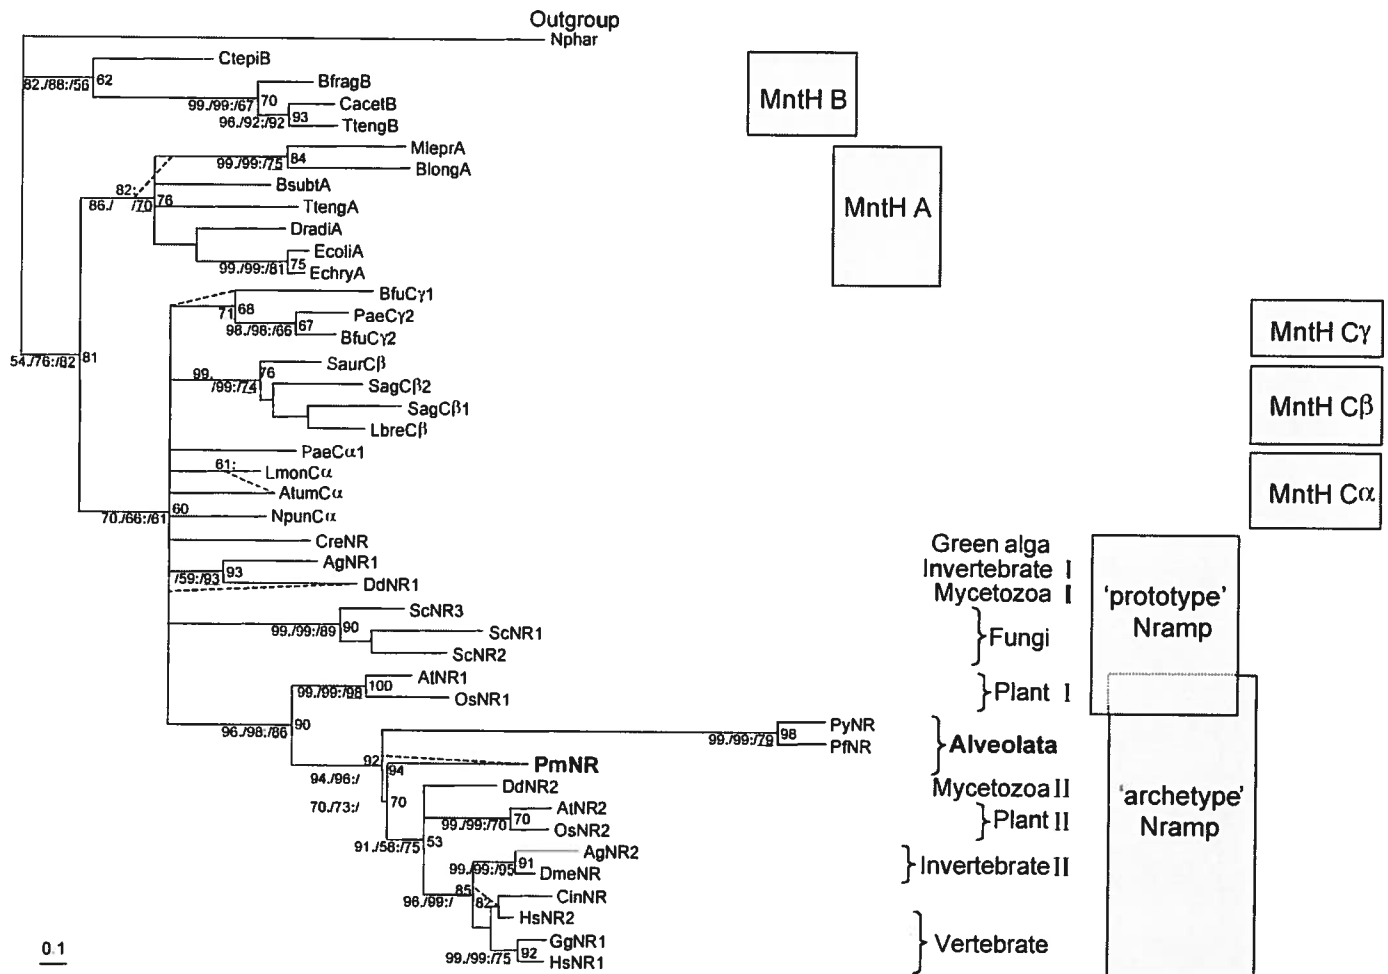 Outgroup
Nphar
CtepiB
82./88:/56
62
BfragB
99./99:/67
70
CacetB
96./92:/92
93
TtengB
MntH B
MleprA
99./99:/75
84
BlongA
82:
BsubtA
86./
/70
76
TtengA
DradiA
EcoliA
99./99:/81
75
EchryA
MntH A
BfuCγ1
71
68
PaeCγ2
98./98:/66
67
BfuCγ2
MntH Cγ
54./76:/82
81
SaurCβ
99.
/99:/74
76
SagCβ2
SagCβ1
LbreCβ
MntH Cβ
PaeCα1
61:
LmonCα
AtumCα
70./66:/61
60
NpunCα
MntH Cα
CreNR
Green alga
AgNR1
Invertebrate I
/59:/93
93
DdNR1
Mycetozoa I
'prototype'
Nramp
ScNR3
99./99:/89
90
ScNR1
ScNR2
Fungi
AtNR1
99./99:/98
100
OsNR1
Plant I
96./98:/86
90
PyNR
99./99:/79
98
PfNR
Alveolata
92
94./96:/
94
PmNR
70./73:/
70
DdNR2
Mycetozoa II
AtNR2
99./99:/70
70
OsNR2
Plant II
'archetype'
Nramp
91./58:/75
53
AgNR2
99./99:/95
91
DmeNR
Invertebrate II
96./99:/
85
82
CinNR
HsNR2
GgNR1
99./99:/75
92
HsNR1
Vertebrate
0.1